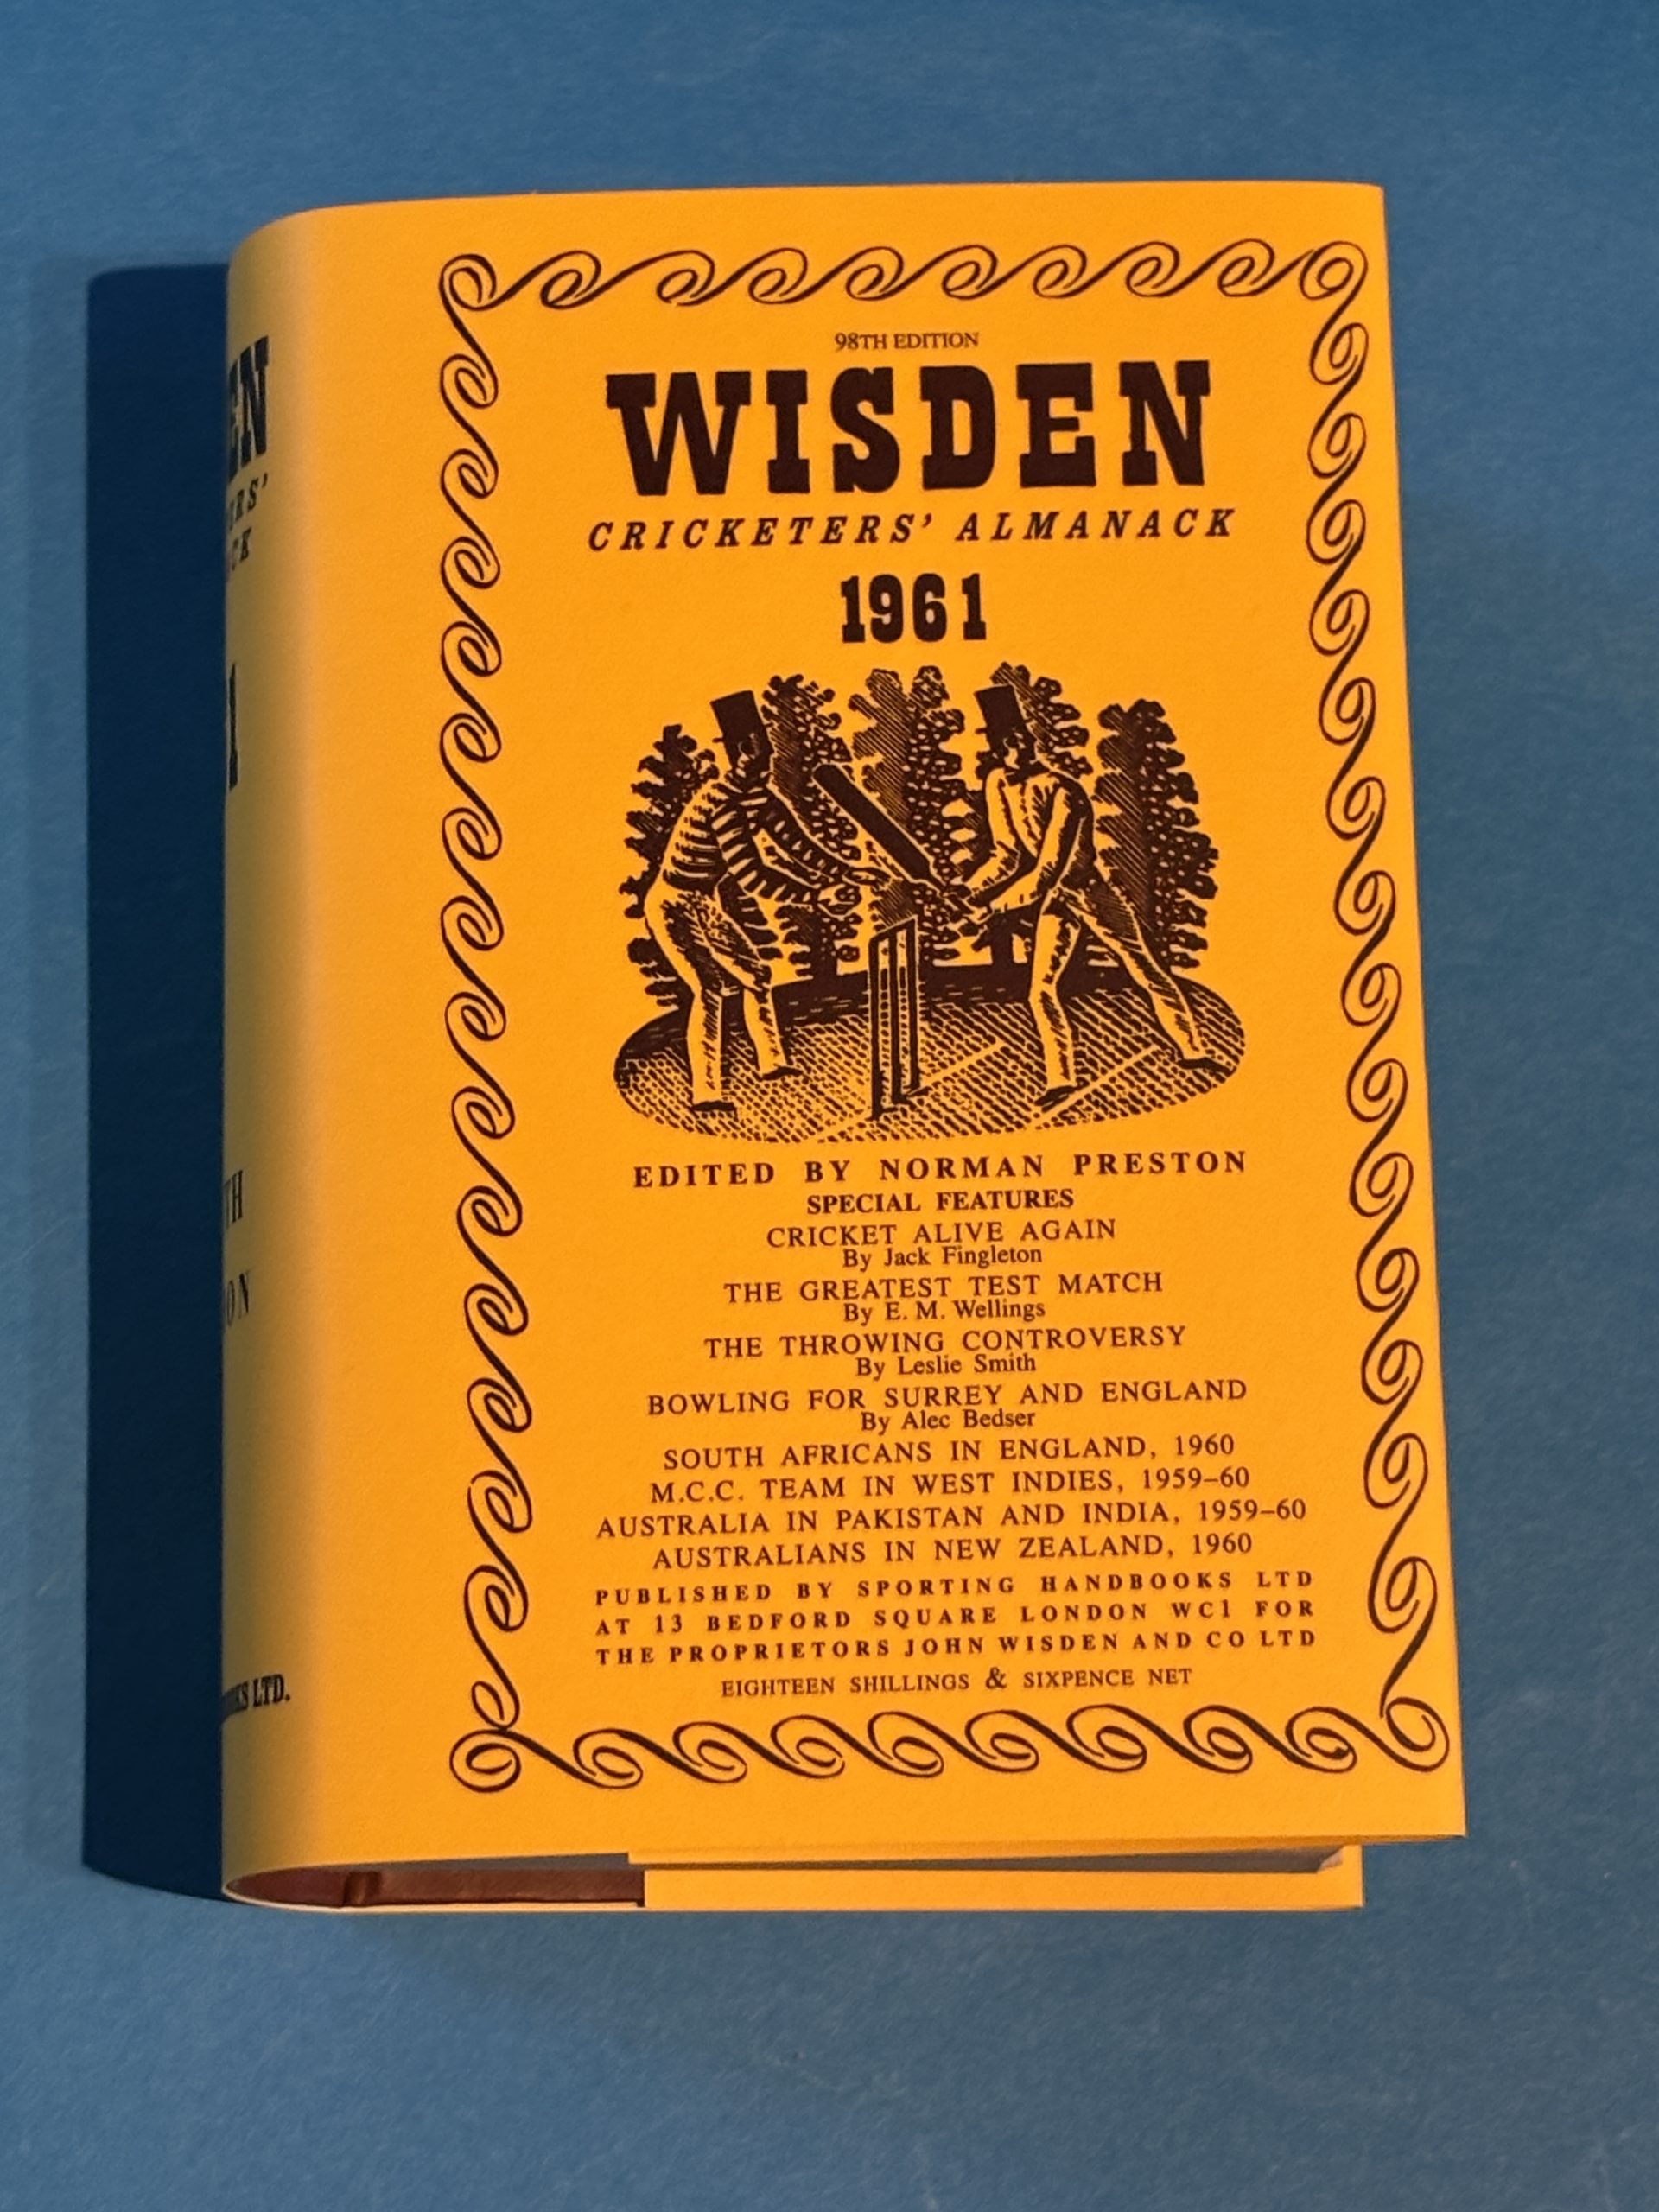 98TH EDITION
WISDEN
CRICKETERS' ALMANACK
1961
EDITED BY NORMAN PRESTON
SPECIAL FEATURES
CRICKET ALIVE AGAIN
By Jack Fingleton
THE GREATEST TEST MATCH
By E. M. Wellings
THE THROWING CONTROVERSY
By Leslie Smith
BOWLING FOR SURREY AND ENGLAND
By Alec Bedser
SOUTH AFRICANS IN ENGLAND, 1960
M.C.C. TEAM IN WEST INDIES, 1959–60
AUSTRALIA IN PAKISTAN AND INDIA, 1959–60
AUSTRALIANS IN NEW ZEALAND, 1960
PUBLISHED BY SPORTING HANDBOOKS LTD
AT 13 BEDFORD SQUARE LONDON WC1 FOR
THE PROPRIETORS JOHN WISDEN AND CO LTD
EIGHTEEN SHILLINGS & SIXPENCE NET
LTD.